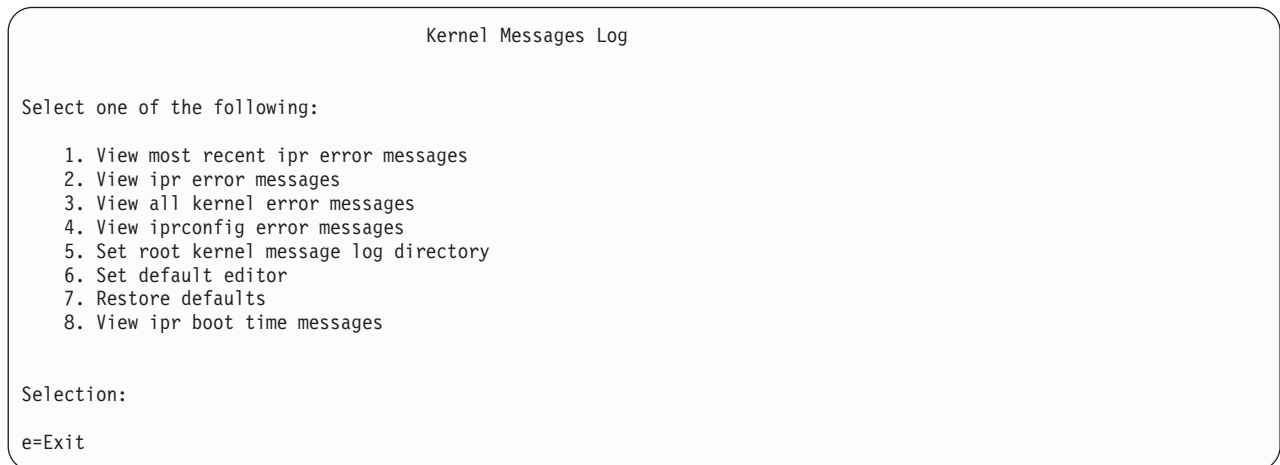 Kernel Messages Log
Select one of the following:
1. View most recent ipr error messages
2. View ipr error messages
3. View all kernel error messages
4. View iprconfig error messages
5. Set root kernel message log directory
6. Set default editor
7. Restore defaults
8. View ipr boot time messages
Selection:
e=Exit